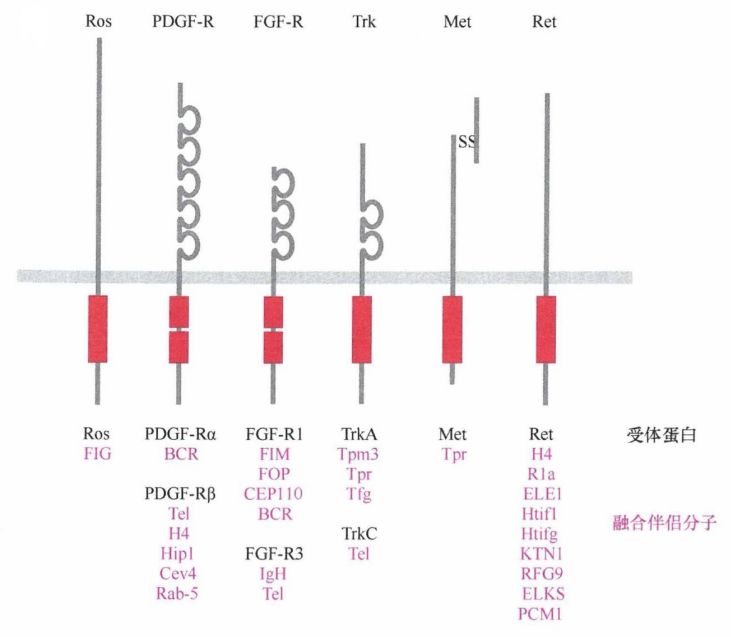 Ros PDGF-R FGF-R Trk Met Ret
SS
Ros PDGF-Rα FGF-R1 TrkA Met Ret 受体蛋白
FIG BCR FIM Tpm3 Tpr H4
FOP Tpr R1a
PDGF-Rβ CEP110 Tfg ELE1
Tel BCR Htif1 融合伴侣分子
H4 TrkC Htifg
Hip1 FGF-R3 Tel KTN1
Cev4 IgH RFG9
Rab-5 Tel ELKS
PCM1